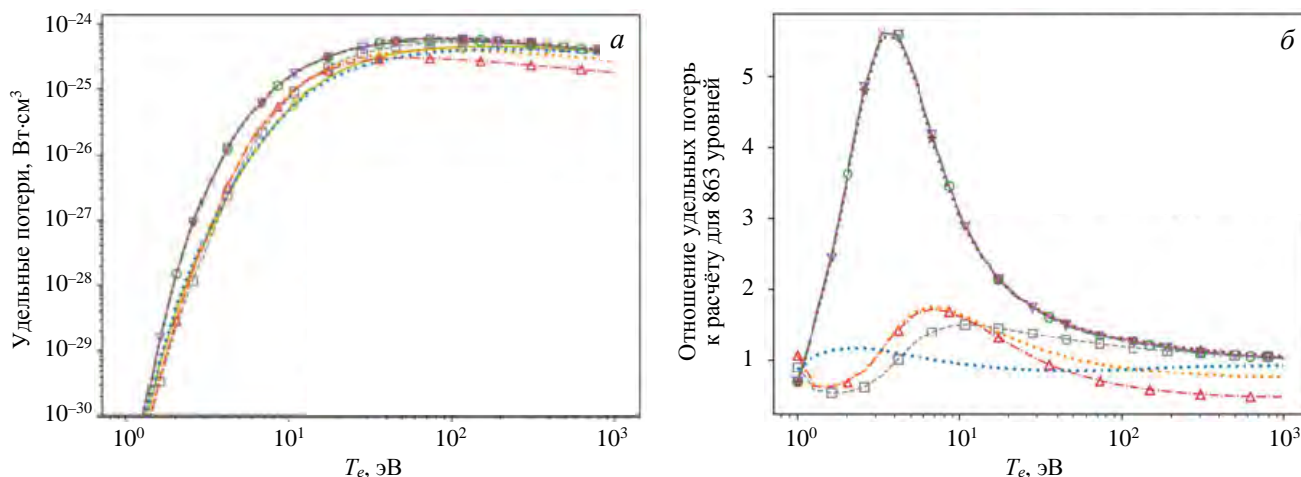 а
Удельные потери, Вт·см³
10⁻²⁴
10⁻²⁵
10⁻²⁶
10⁻²⁷
10⁻²⁸
10⁻²⁹
10⁻³⁰
10⁰
10¹
10²
10³
Tₑ, эВ
б
Отношение удельных потерь
к расчёту для 863 уровней
5
4
3
2
1
10⁰
10¹
10²
10³
Tₑ, эВ